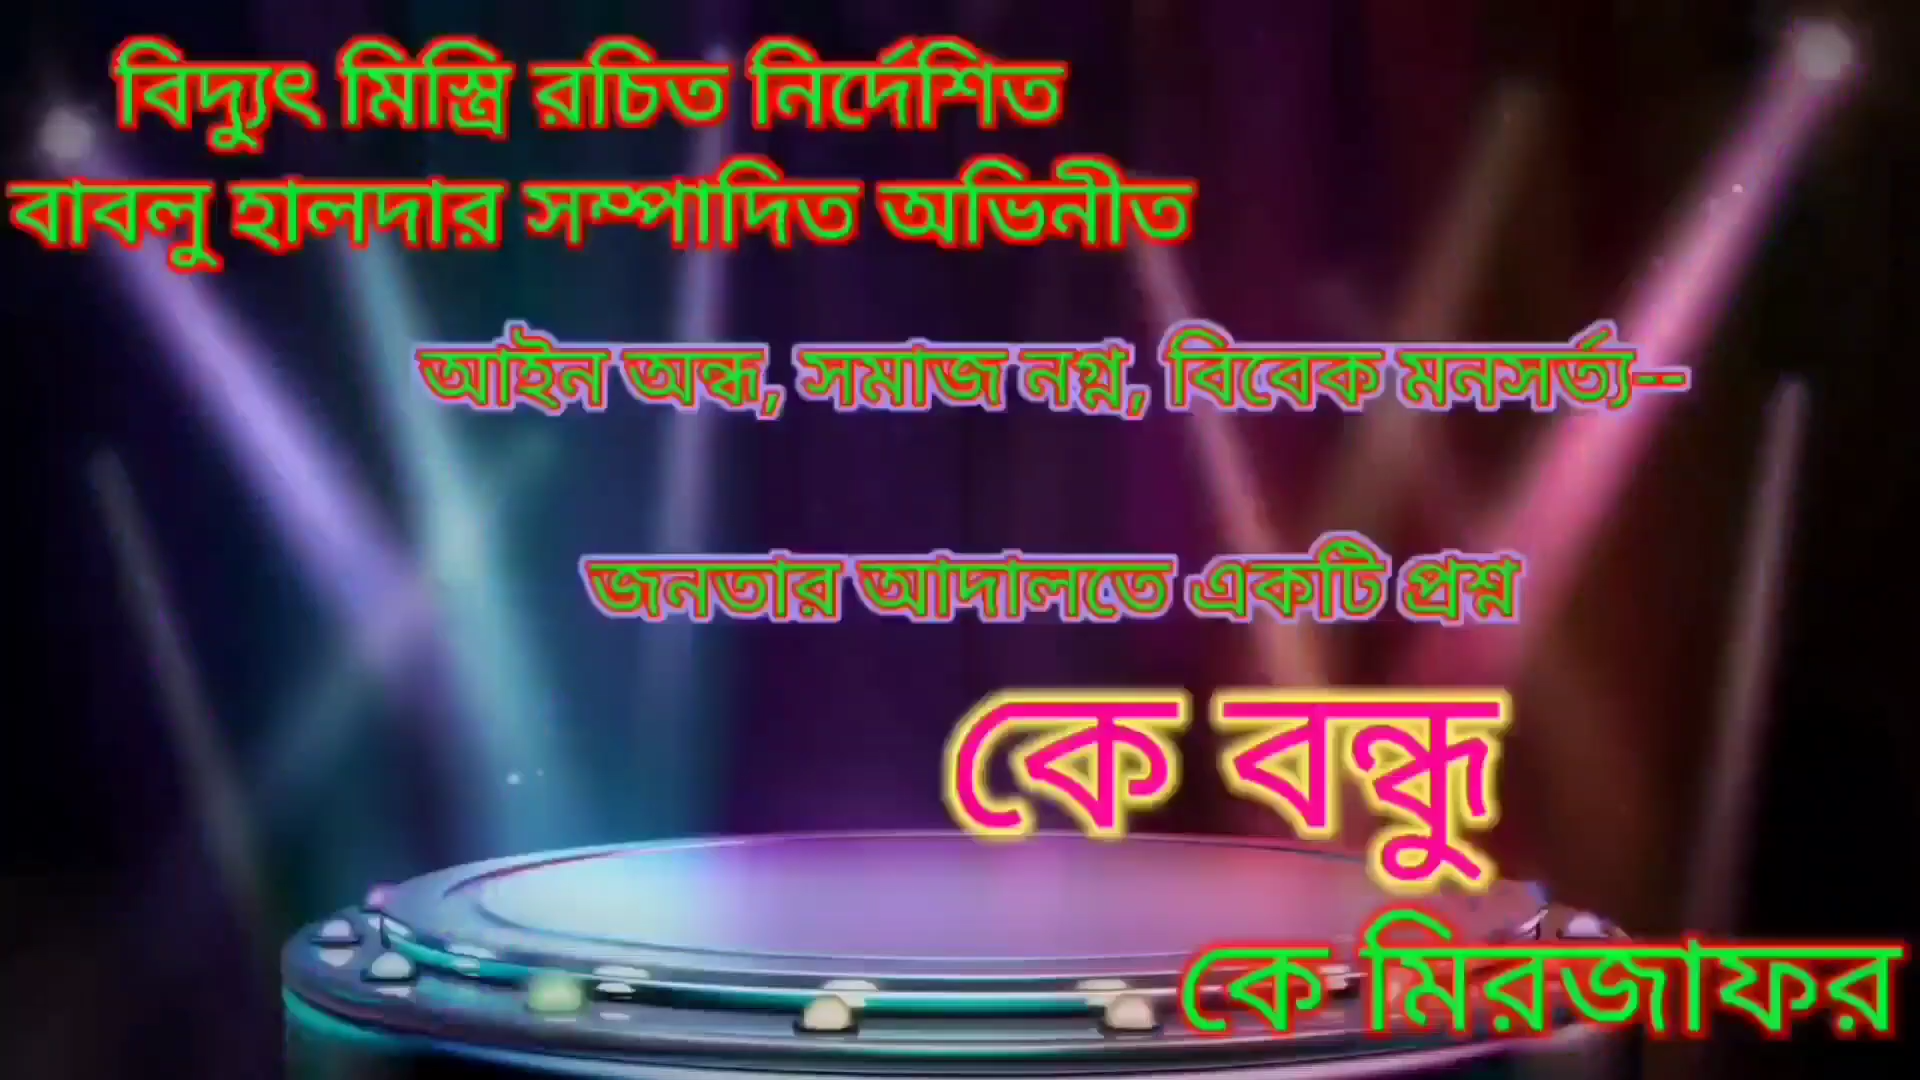 বিদ্যুৎ মিস্ত্রি রচিত নির্দেশিত
বাবলু হালদার সম্পাদিত অভিনীত
আইন অন্ধ, সমাজ নগ্ন, বিবেক মনসর্ত্য--
জনতার আদালতে একটি প্রশ্ন
কে বন্ধু
কে মিরজাফর